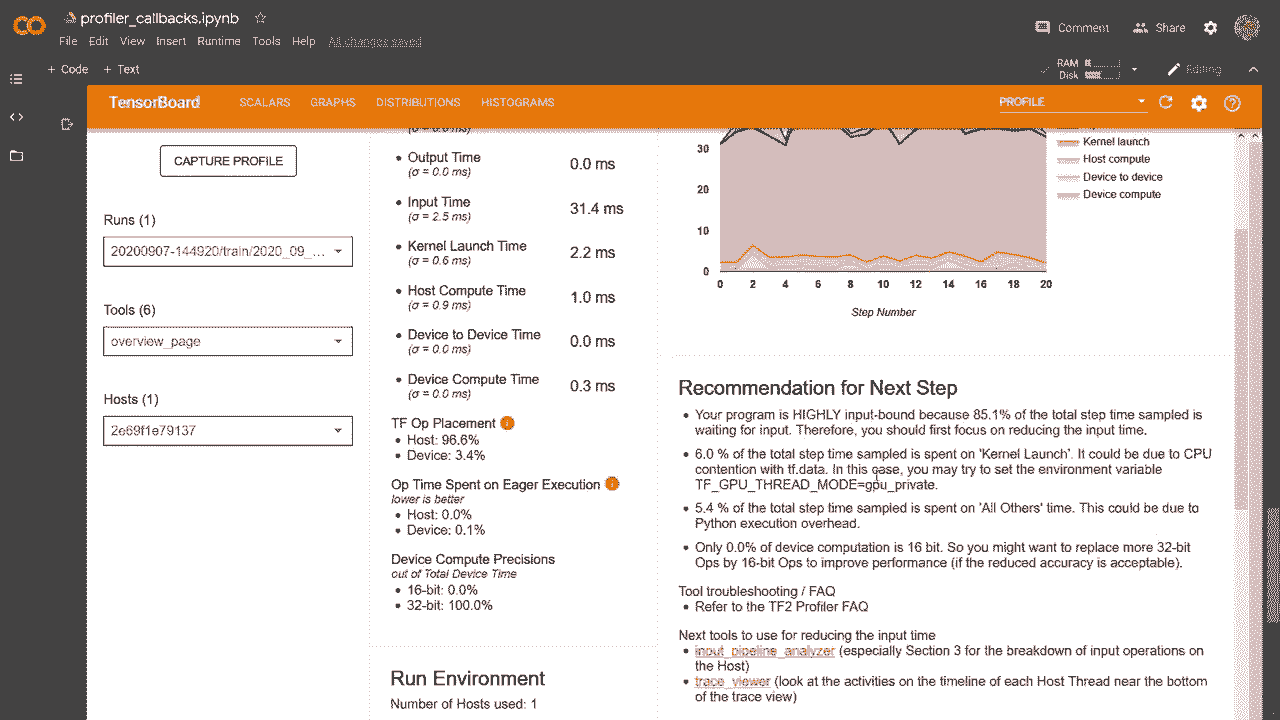 profiler_callbacks.ipynb
File Edit View Insert Runtime Tools Help All changes saved
Comment Share
+ Code + Text
RAM
Disk
Editing
TensorBoard
SCALARS GRAPHS DISTRIBUTIONS HISTOGRAMS
PROFILE
CAPTURE PROFILE
Runs (1)
20200907-144920/train/2020_09_...
Tools (6)
overview_page
Hosts (1)
2e69f1e79137
(σ = 0.0 ms)
Output Time 0.0 ms
(σ = 0.0 ms)
Input Time 31.4 ms
(σ = 2.5 ms)
Kernel Launch Time 2.2 ms
(σ = 0.6 ms)
Host Compute Time 1.0 ms
(σ = 0.9 ms)
Device to Device Time 0.0 ms
(σ = 0.0 ms)
Device Compute Time 0.3 ms
(σ = 0.0 ms)
TF Op Placement
Host: 96.6%
Device: 3.4%
Op Time Spent on Eager Execution
lower is better
Host: 0.0%
Device: 0.1%
Device Compute Precisions
out of Total Device Time
16-bit: 0.0%
32-bit: 100.0%
Run Environment
Number of Hosts used: 1
30
20
10
0
0 2 4 6 8 10 12 14 16 18 20
Step Number
Kernel launch
Host compute
Device to device
Device compute
Recommendation for Next Step
Your program is HIGHLY input-bound because 85.1% of the total step time sampled is
waiting for input. Therefore, you should first focus on reducing the input time.
6.0 % of the total step time sampled is spent on 'Kernel Launch'. It could be due to CPU
contention with tf.data. In this case, you may try to set the environment variable
TF_GPU_THREAD_MODE=gpu_private.
5.4 % of the total step time sampled is spent on 'All Others' time. This could be due to
Python execution overhead.
Only 0.0% of device computation is 16 bit. So you might want to replace more 32-bit
Ops by 16-bit Ops to improve performance (if the reduced accuracy is acceptable).
Tool troubleshooting / FAQ
Refer to the TF2 Profiler FAQ
Next tools to use for reducing the input time
input_pipeline_analyzer (especially Section 3 for the breakdown of input operations on
the Host)
trace_viewer (look at the activities on the timeline of each Host Thread near the bottom
of the trace view)